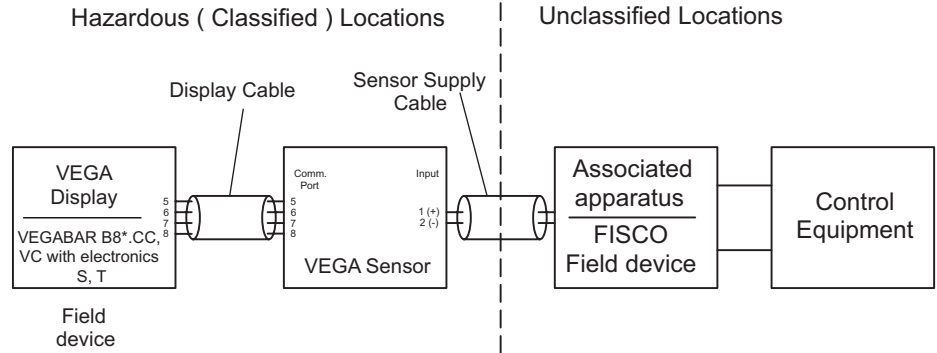 Hazardous ( Classified ) Locations
Unclassified Locations
Display Cable
Sensor Supply
Cable
VEGA
Display
VEGABAR B8*.CC,
VC with electronics
S, T
5
6
7
8
Field
device
Comm.
Port
5
6
7
8
Input
1 (+)
2 (-)
VEGA Sensor
Associated
apparatus
FISCO
Field device
Control
Equipment